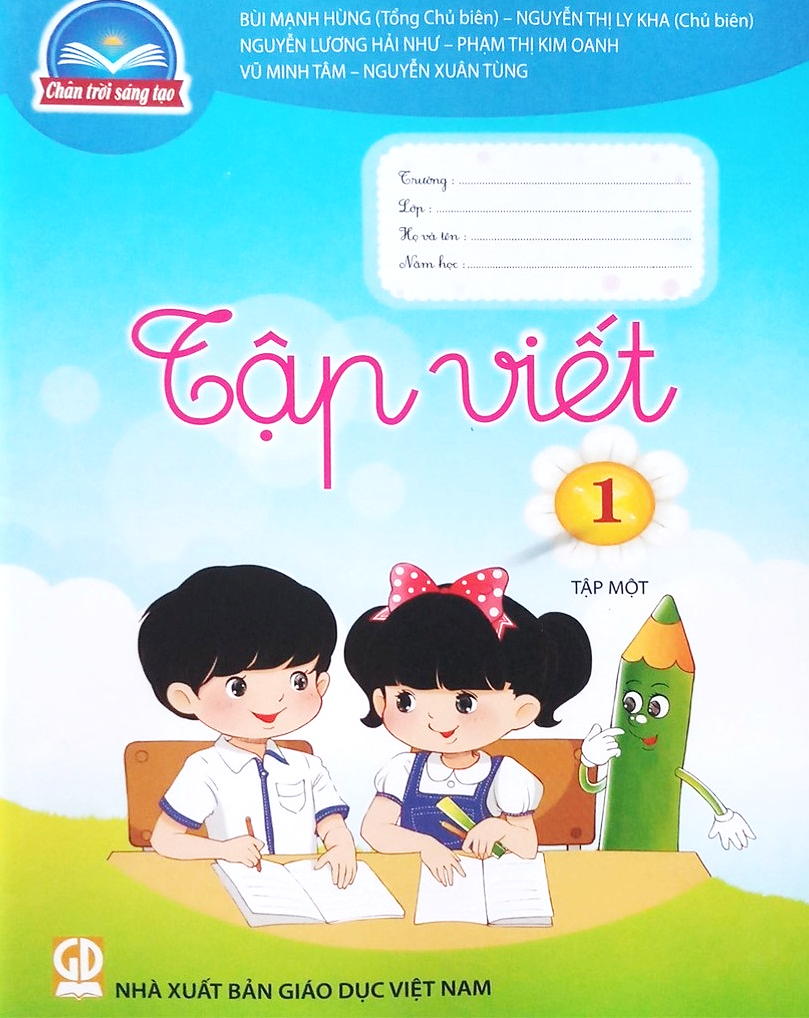 BÙI MẠNH HÙNG (Tổng Chủ biên) – NGUYỄN THỊ LY KHA (Chủ biên)
NGUYỄN LƯƠNG HẢI NHƯ – PHẠM THỊ KIM OANH
VŨ MINH TÂM – NGUYỄN XUÂN TÙNG
Chân trời sáng tạo
Trường :
Lớp :
Họ và tên :
Năm học :
Tập viết
1
TẬP MỘT
GD
NHÀ XUẤT BẢN GIÁO DỤC VIỆT NAM